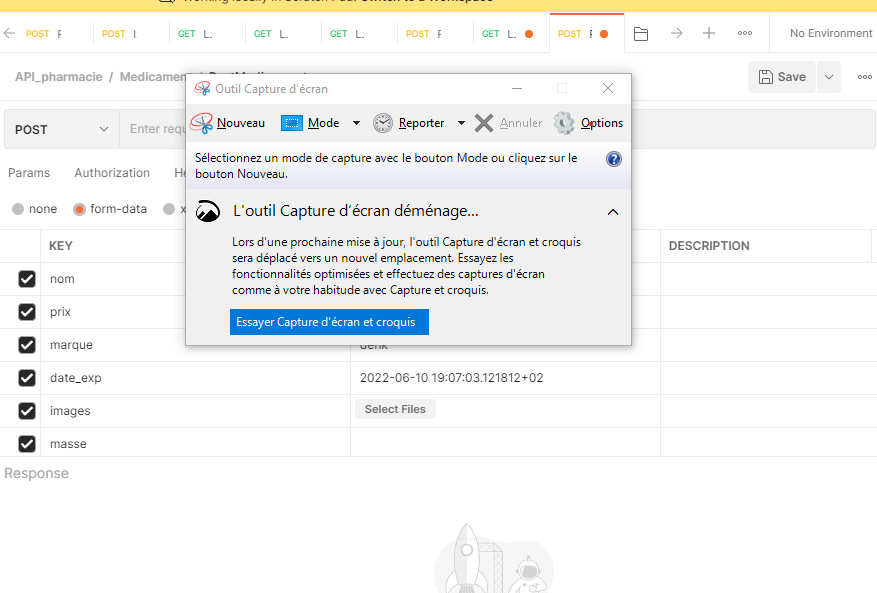 POST
POST
GET L.
GET L.
GET L.
POST
GET L.
POST
No Environment
API_pharmacie / Medicamen
Save
POST
Enter requ
Params
Authorization
He
none
form-data
x
KEY
DESCRIPTION
nom
prix
marque
date_exp
2022-06-10 19:07:03.121812+02
images
Select Files
masse
Response
Outil Capture d'écran
Nouveau
Mode
Reporter
Annuler
Options
Sélectionnez un mode de capture avec le bouton Mode ou cliquez sur le
bouton Nouveau.
L'outil Capture d'écran déménage...
Lors d'une prochaine mise à jour, l'outil Capture d'écran et croquis
sera déplacé vers un nouvel emplacement. Essayez les
fonctionnalités optimisées et effectuez des captures d'écran
comme à votre habitude avec Capture et croquis.
Essayer Capture d'écran et croquis